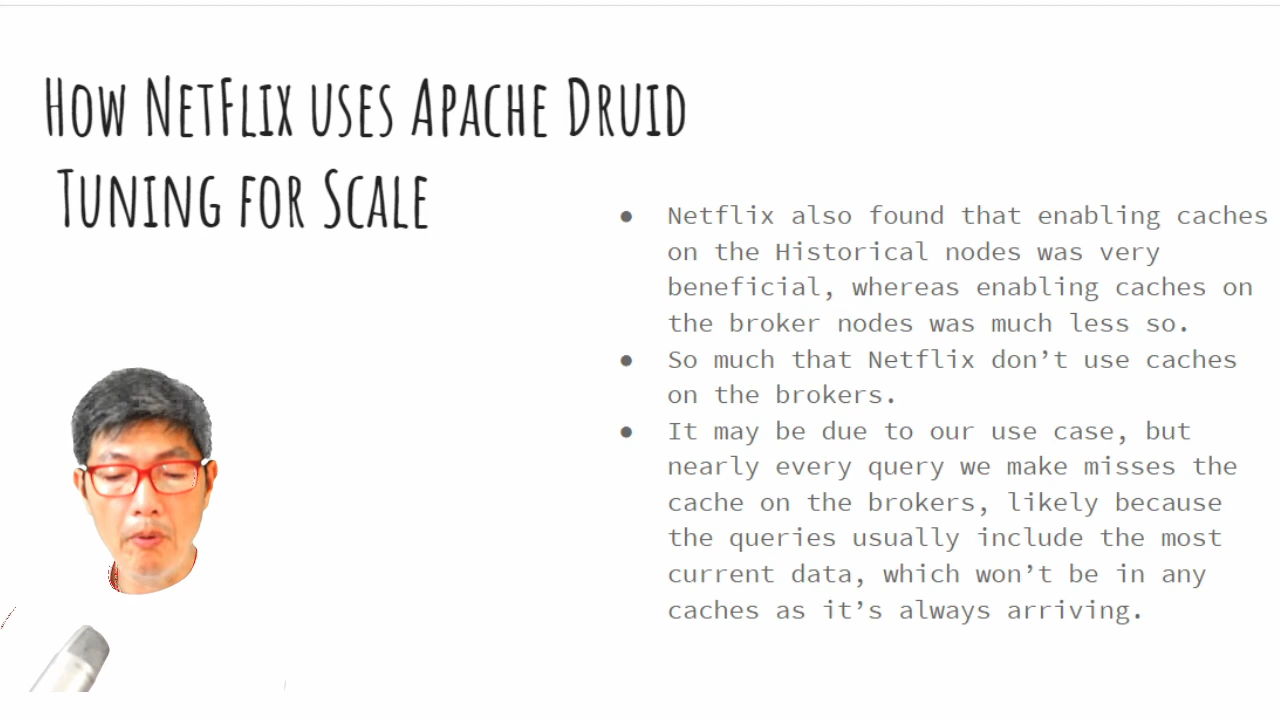 How NetFlix uses Apache Druid
Tuning for Scale
● Netflix also found that enabling caches
on the Historical nodes was very
beneficial, whereas enabling caches on
the broker nodes was much less so.
● So much that Netflix don’t use caches
on the brokers.
● It may be due to our use case, but
nearly every query we make misses the
cache on the brokers, likely because
the queries usually include the most
current data, which won’t be in any
caches as it’s always arriving.